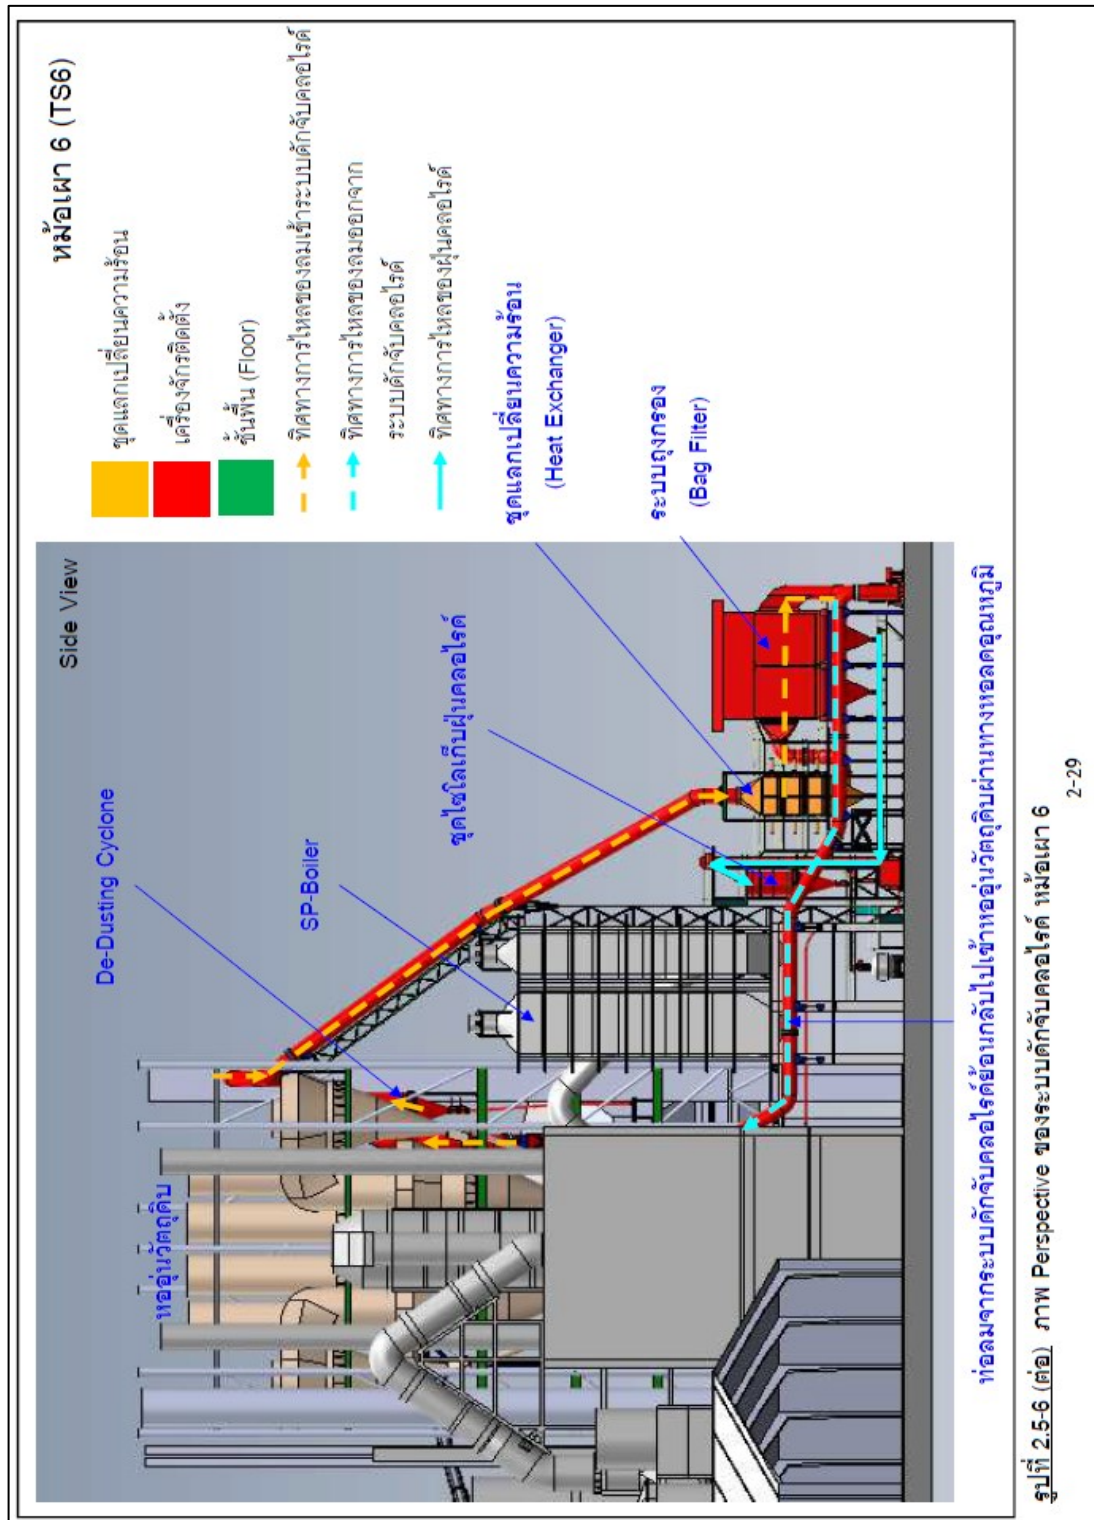 หม้อเผา 6 (TS6)
Side View
ชุดแลกเปลี่ยนความร้อน
เครื่องจักรติดตั้ง
ชั้นพื้น (Floor)
ทิศทางการไหลของลมเข้าระบบดักจับคลอไรด์
ทิศทางการไหลของลมออกจาก
ระบบดักจับคลอไรด์
ทิศทางการไหลของฝุ่นคลอไรด์
De-Dusting Cyclone
SP-Boiler
ชุดไซโลเก็บฝุ่นคลอไรด์
ชุดแลกเปลี่ยนความร้อน
(Heat Exchanger)
ระบบถุงกรอง
(Bag Filter)
หออุ่นวัตถุดิบ
ท่อลมจากระบบดักจับคลอไรด์ย้อนกลับไปเข้าหออุ่นวัตถุดิบผ่านทางหอลดอุณหภูมิ
รูปที่ 2.5-6 (ต่อ) ภาพ Perspective ของระบบดักจับคลอไรด์ หม้อเผา 6
2-29